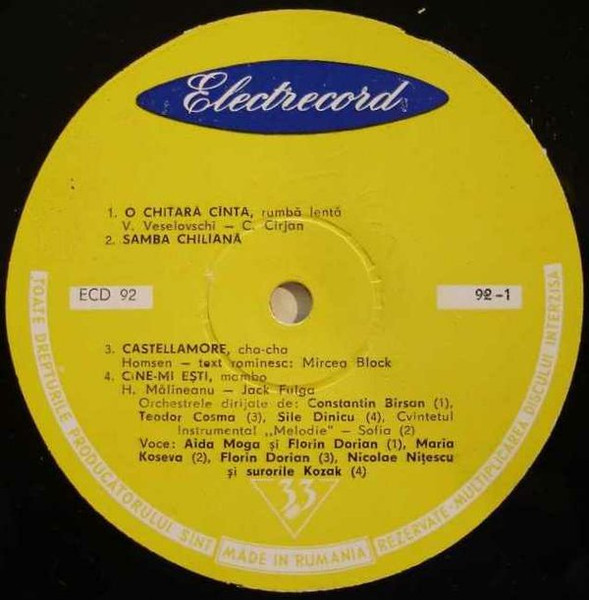 Electrecord
1. O CHITARĂ CÎNTA, rumbă lentă
V. Veselovschi – C. Cirjan
2. SAMBA CHILIANĂ
ECD 92
92-1
3. CASTELLAMORE, cha-cha
Homsen – text romînesc: Mircea Block
4. CINE-MI EȘTI, mambo
H. Mălineanu – Jack Fulga
Orchestrele dirijate de: Constantin Bîrsan (1),
Teodor Cosma (3), Sile Dinicu (4), Cvintetul
Instrumental „Melodie" – Sofia (2)
Voce: Aida Moga și Florin Dorian (1), Maria
Koseva (2), Florin Dorian (3), Nicolae Nițescu
și surorile Kozak (4)
33
TOATE DREPTURILE PRODUCĂTORULUI SÎNT REZERVATE-MULTIPLICAREA DISCULUI INTERZISĂ
MADE IN RUMANIA